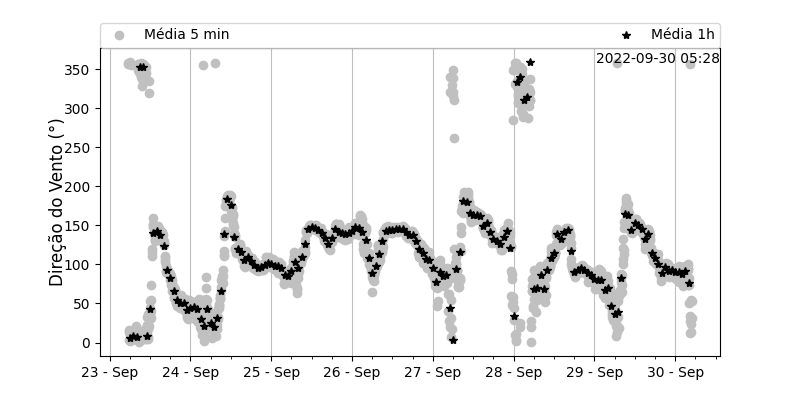 Média 5 min
Média 1h
2022-09-30 05:28
Direção do Vento (°)
350
300
250
200
150
100
50
0
23 - Sep
24 - Sep
25 - Sep
26 - Sep
27 - Sep
28 - Sep
29 - Sep
30 - Sep